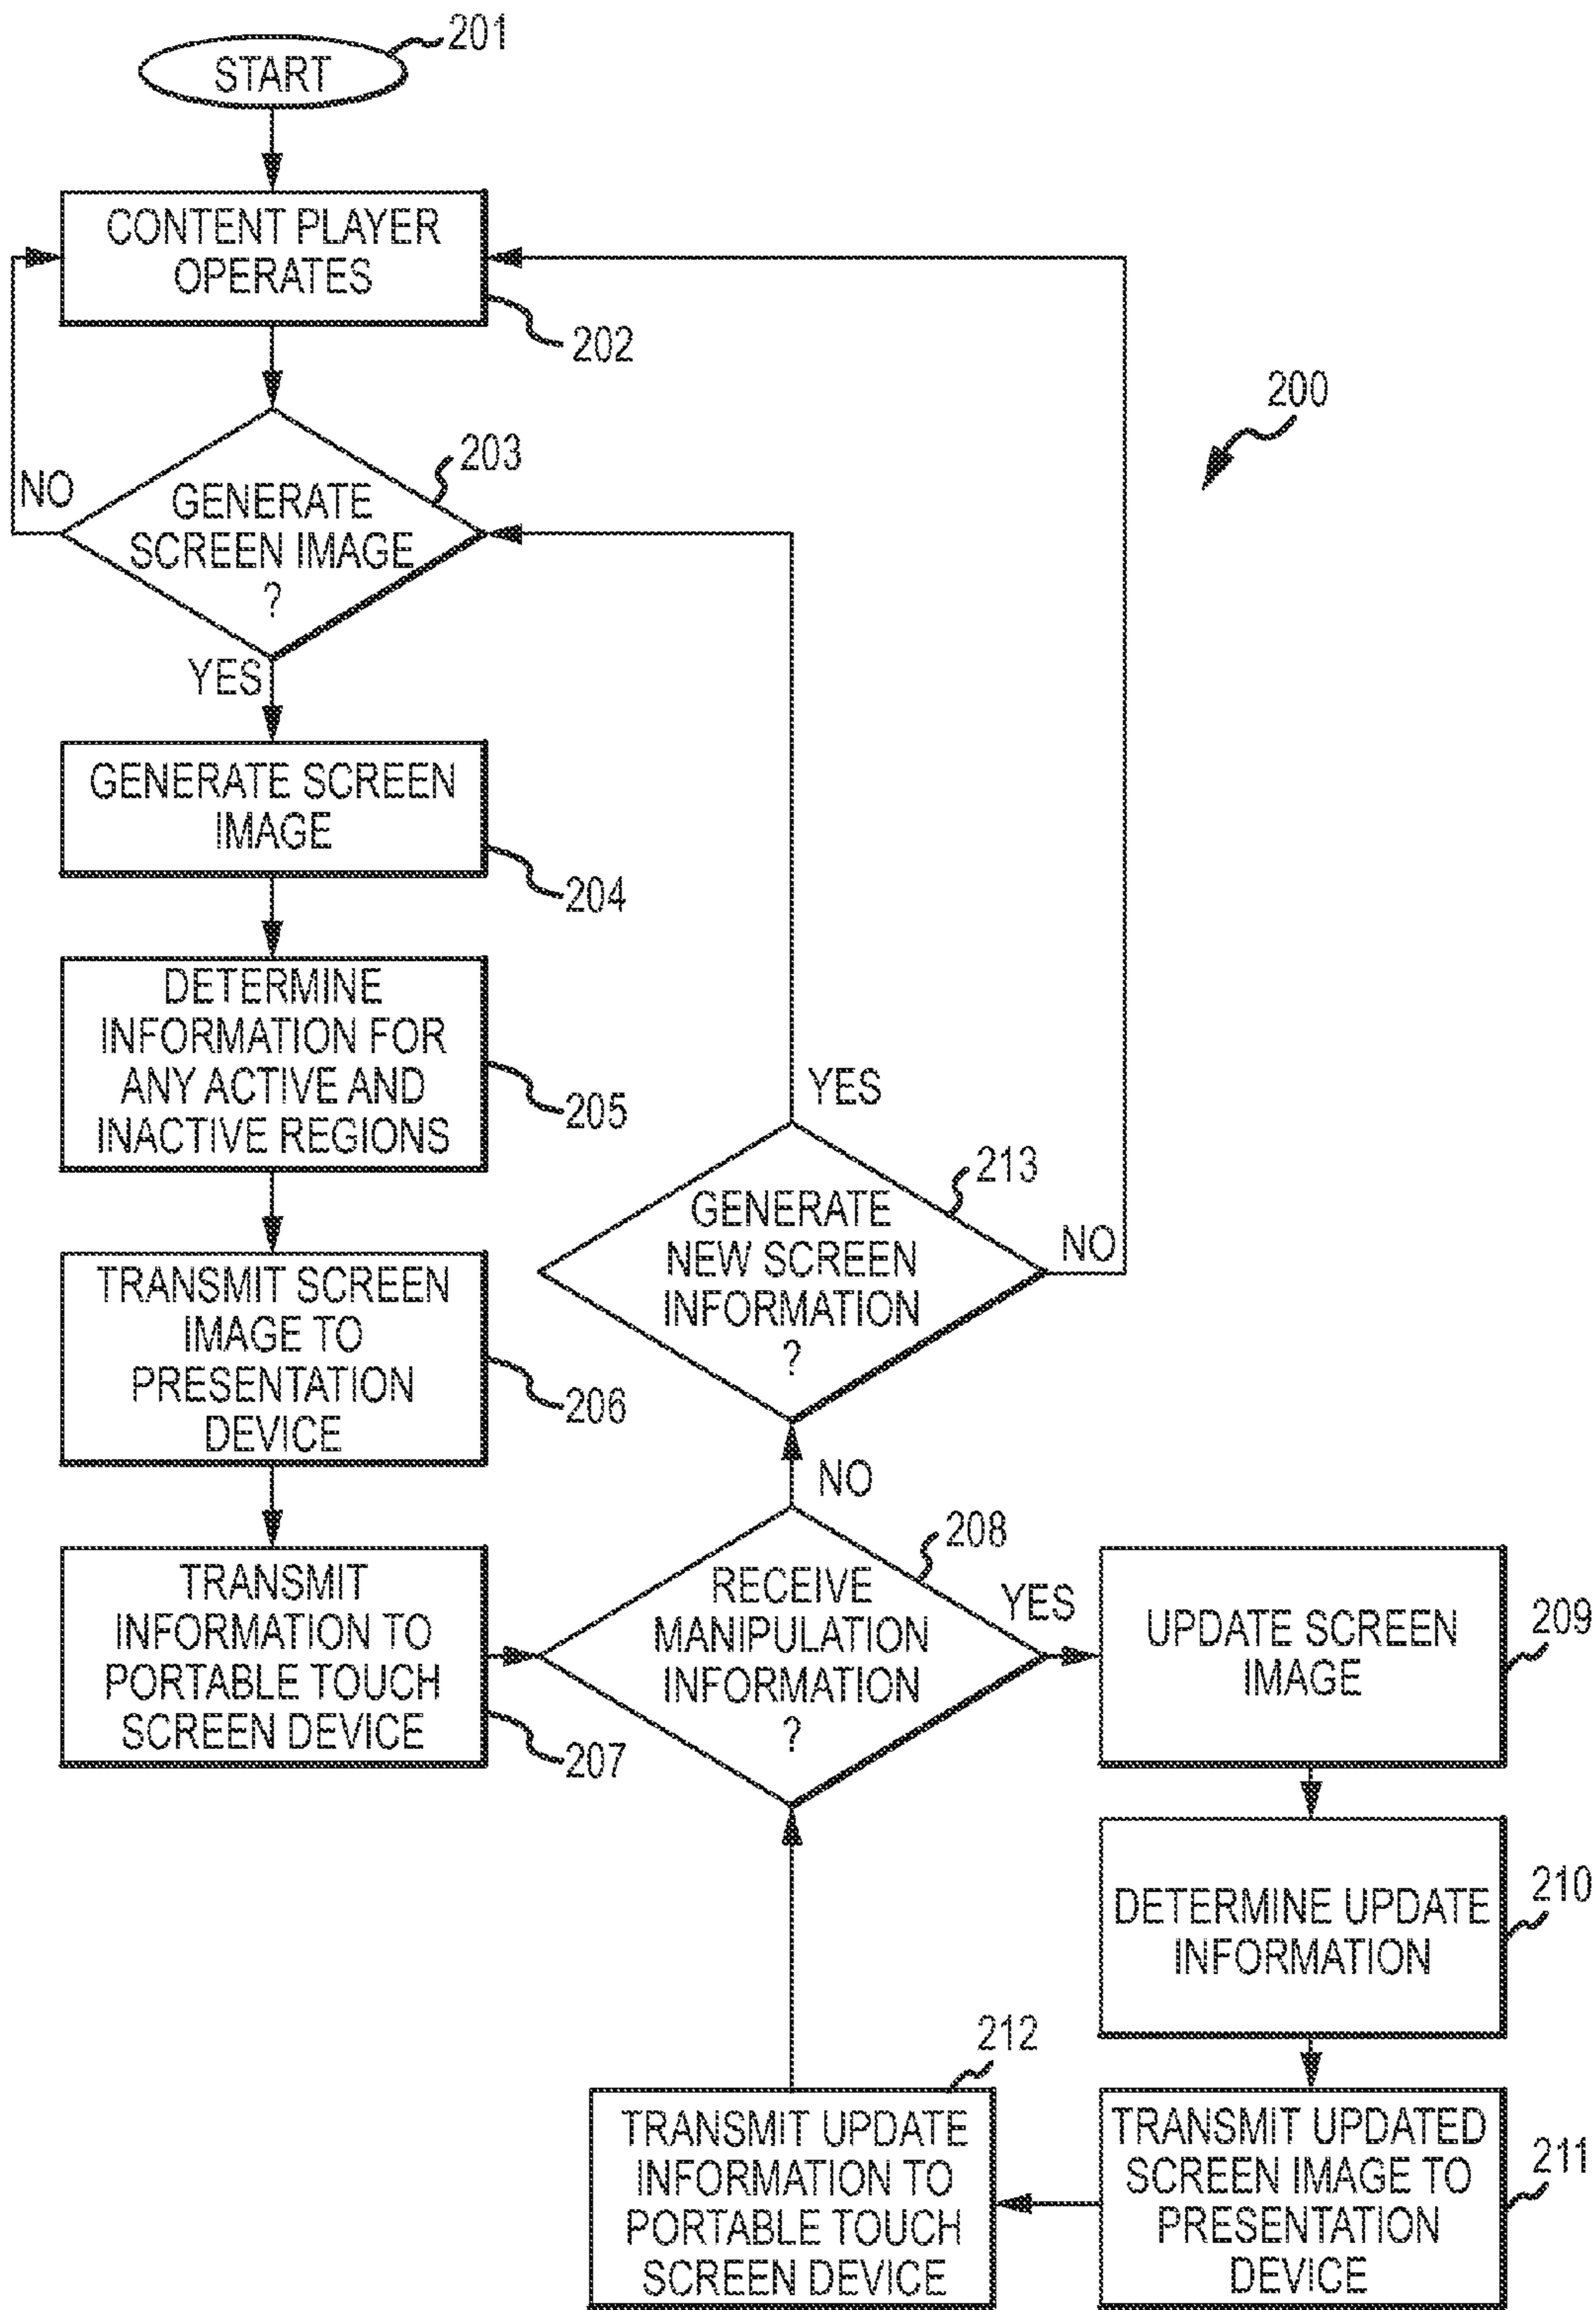 201
START
CONTENT PLAYER
OPERATES
202
200
203
NO
GENERATE
SCREEN IMAGE
?
YES
GENERATE SCREEN
IMAGE
204
DETERMINE
INFORMATION FOR
ANY ACTIVE AND
INACTIVE REGIONS
205
YES
213
GENERATE
NEW SCREEN
INFORMATION
?
NO
TRANSMIT SCREEN
IMAGE TO
PRESENTATION
DEVICE
206
NO
TRANSMIT
INFORMATION TO
PORTABLE TOUCH
SCREEN DEVICE
207
208
RECEIVE
MANIPULATION
INFORMATION
?
YES
UPDATE SCREEN
IMAGE
209
DETERMINE UPDATE
INFORMATION
210
212
TRANSMIT UPDATE
INFORMATION TO
PORTABLE TOUCH
SCREEN DEVICE
TRANSMIT UPDATED
SCREEN IMAGE TO
PRESENTATION
DEVICE
211